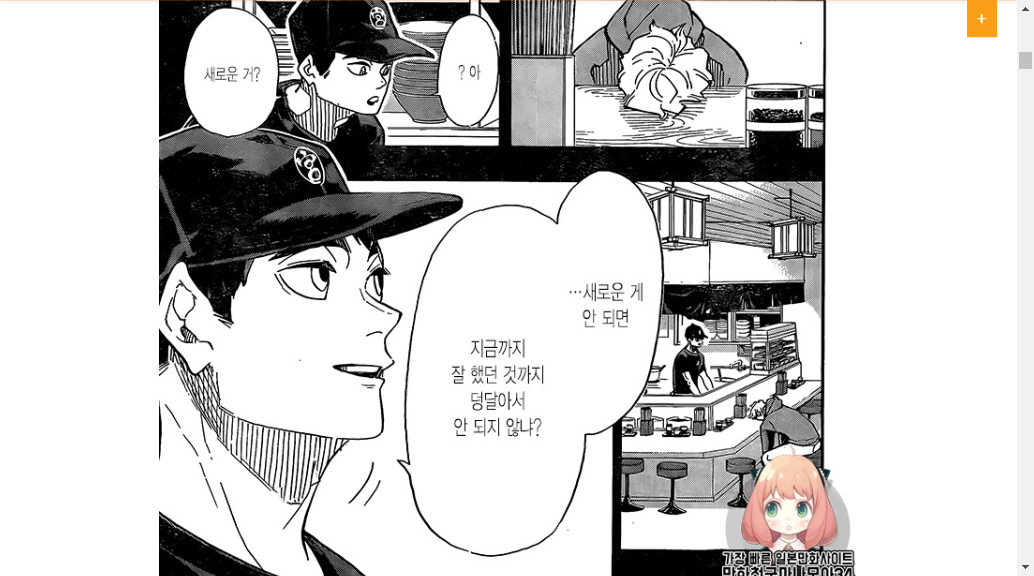 +
? 아
새로운 거?
…새로운 게
안 되면
지금까지
잘 했던 것까지
덩달아서
안 되지 않냐?
가장 빠른 일본만화사이트